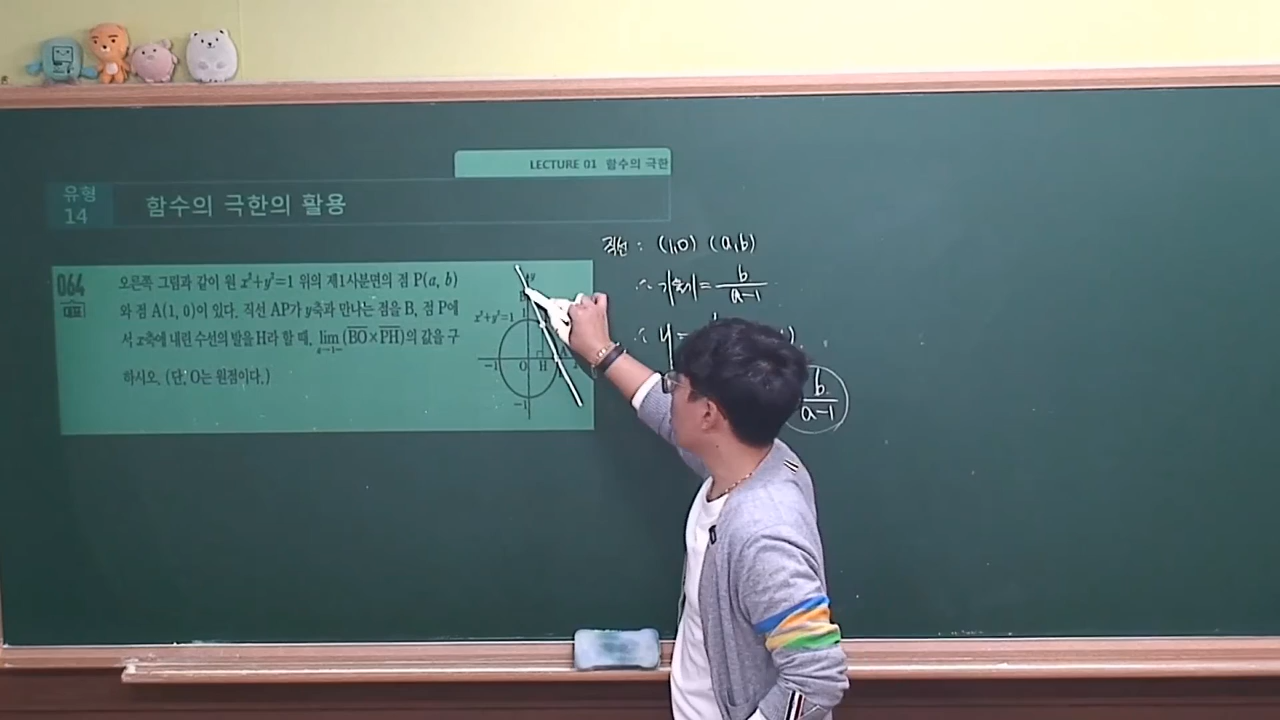 LECTURE 01 함수의 극한
유형
14
함수의 극한의 활용
064
오른쪽 그림과 같이 원 x²+y²=1 위의 제1사분면의 점 P(a, b)
와 점 A(1, 0)이 있다. 직선 AP가 y축과 만나는 점을 B, 점 P에
서 x축에 내린 수선의 발을 H라 할 때, lim a→1− (BO×PH)의 값을 구
하시오. (단, O는 원점이다.)
y
x²+y²=1
1
−1
O
H
A
−1
직선 : (1,0) (a,b)
∴ 기울기 = b/(a-1)
∴ y =
b/(a-1)